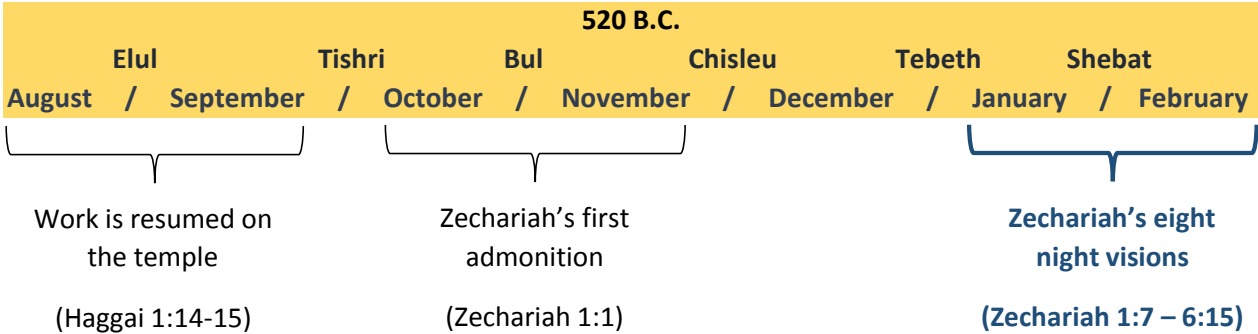 520 B.C.
Elul Tishri Bul Chisleu Tebeth Shebat
August / September / October / November / December / January / February
Work is resumed on
the temple
(Haggai 1:14-15)
Zechariah’s first
admonition
(Zechariah 1:1)
Zechariah’s eight
night visions
(Zechariah 1:7 – 6:15)